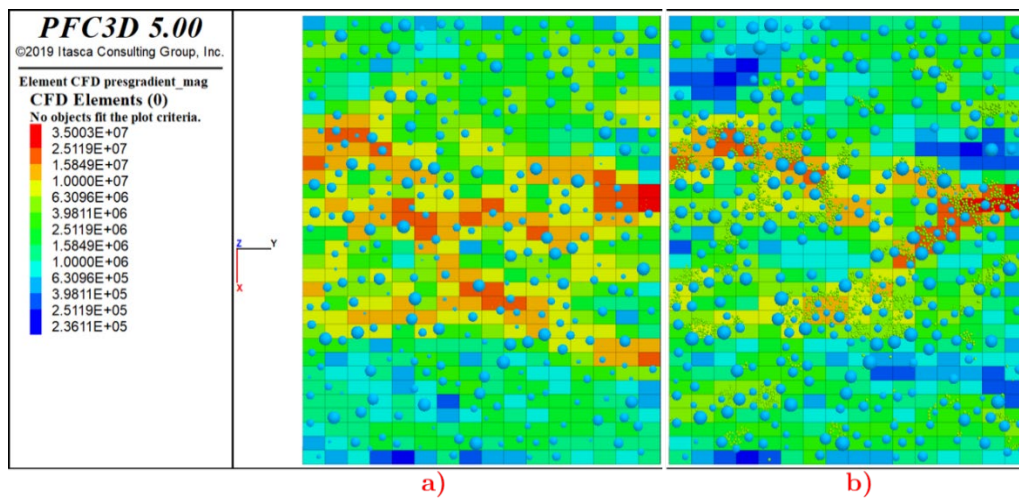 PFC3D 5.00
©2019 Itasca Consulting Group, Inc.
Element CFD presgradient_mag
CFD Elements (0)
No objects fit the plot criteria.
3.5003E+07
2.5119E+07
1.5849E+07
1.0000E+07
6.3096E+06
3.9811E+06
2.5119E+06
1.5849E+06
1.0000E+06
6.3096E+05
3.9811E+05
2.5119E+05
2.3611E+05
Z
Y
X
a)
b)